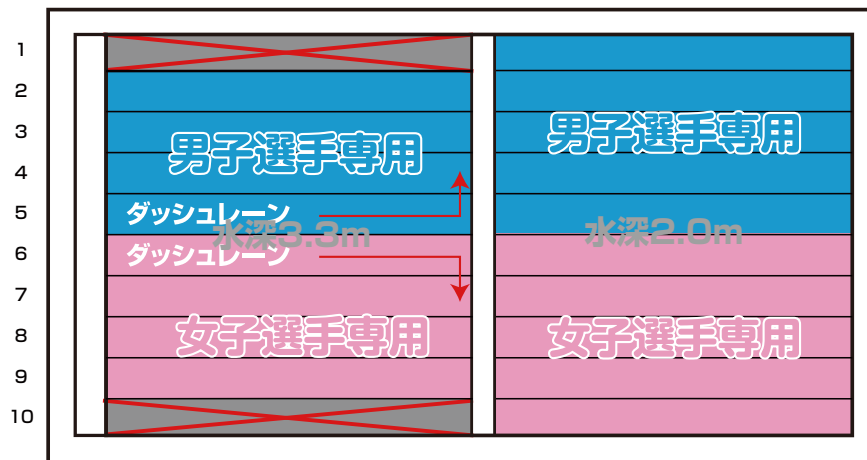 1
2
3
4
5
6
7
8
9
10
男子選手専用
ダッシュレーン
水深3.3m
ダッシュレーン
女子選手専用
男子選手専用
水深2.0m
女子選手専用